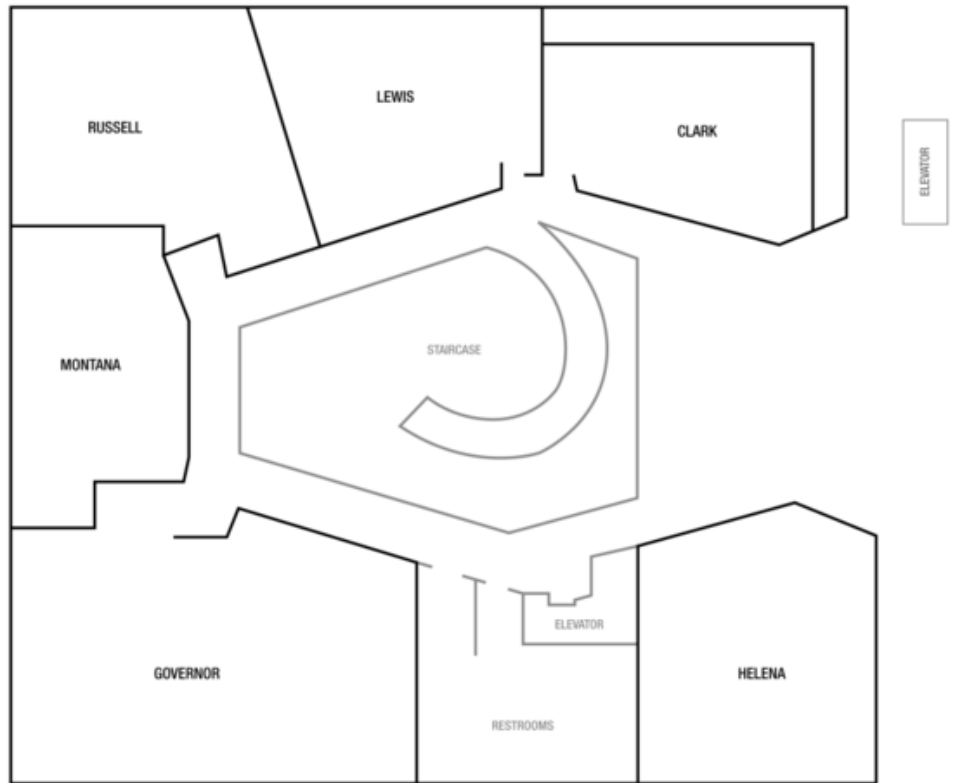 LEWIS
RUSSELL
CLARK
ELEVATOR
STAIRCASE
MONTANA
ELEVATOR
GOVERNOR
HELENA
RESTROOMS